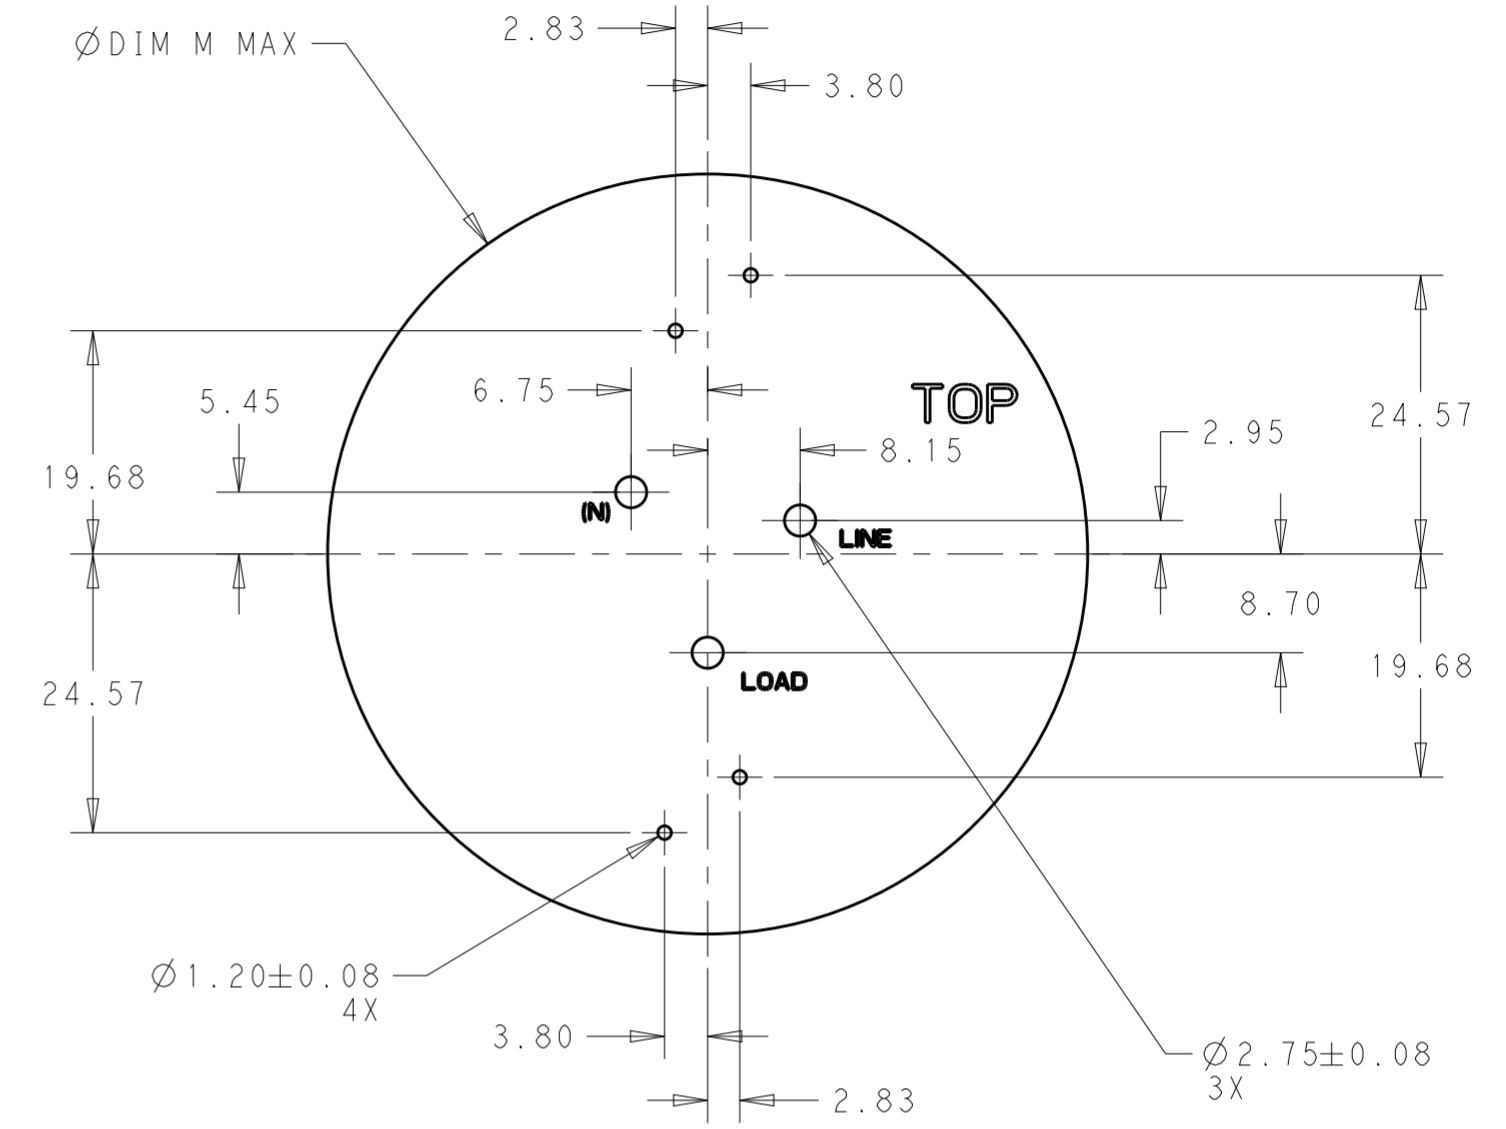 2.83
ØDIM M MAX
3.80
6.75
TOP
5.45
24.57
2.95
8.15
19.68
(N)
LINE
8.70
19.68
LOAD
24.57
Ø1.20±0.08
4X
3.80
Ø2.75±0.08
3X
2.83